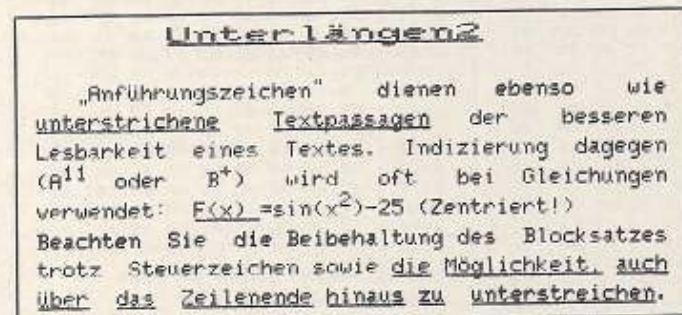 Unterlängen2
„Anführungszeichen" dienen ebenso wie
unterstrichene Textpassagen der besseren
Lesbarkeit eines Textes. Indizierung dagegen
(A¹¹ oder B⁺) wird oft bei Gleichungen
verwendet: F(x) =sin(x²)-25 (Zentriert!)
Beachten Sie die Beibehaltung des Blocksatzes
trotz Steuerzeichen sowie die Möglichkeit, auch
über das Zeilenende hinaus zu unterstreichen.